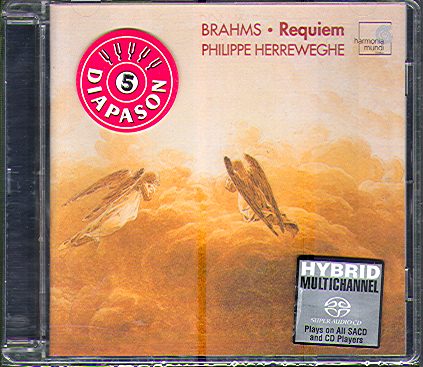 BRAHMS • Requiem
PHILIPPE HERREWEGHE
harmonia
mundi
5
DIAPASON
HYBRID
MULTICHANNEL
SUPER AUDIO CD
Plays on All SACD
and CD Players